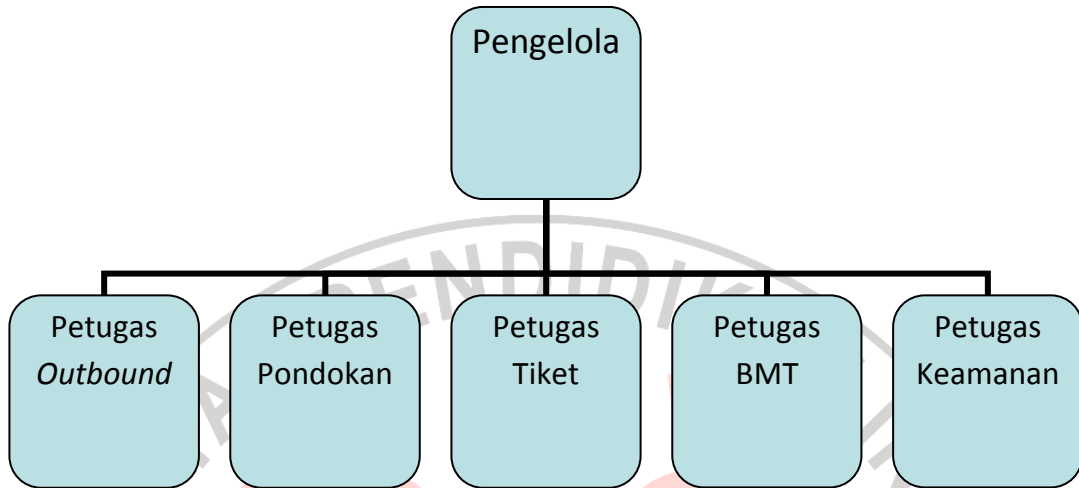 Pengelola
Petugas
Outbound
Petugas
Pondokan
Petugas
Tiket
Petugas
BMT
Petugas
Keamanan